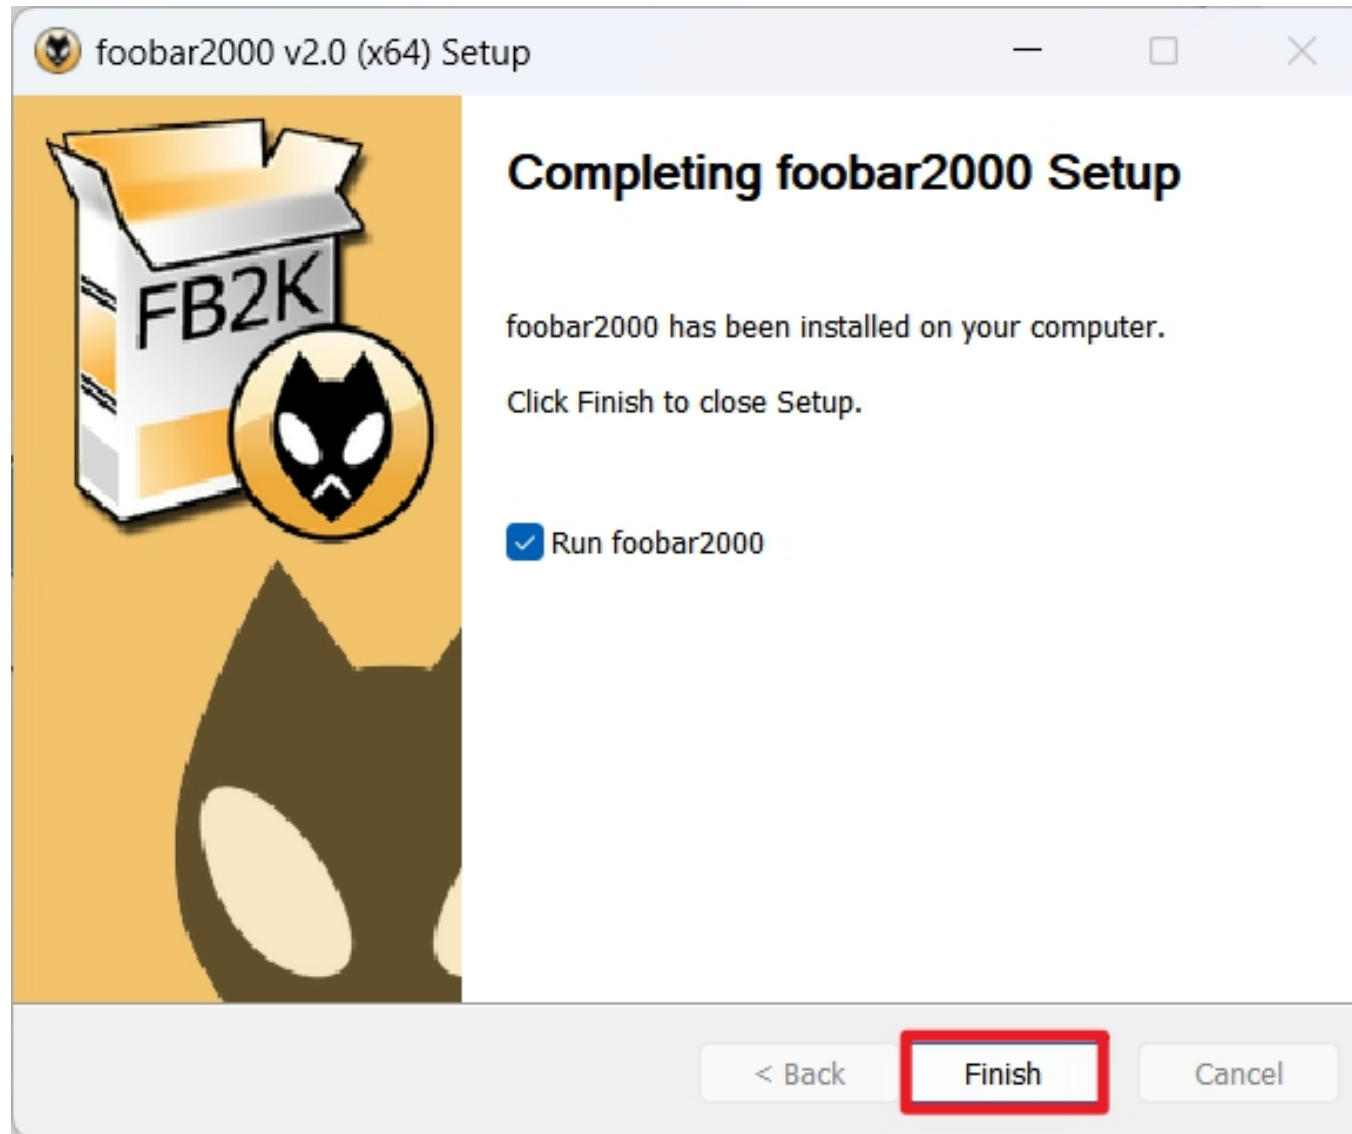 foobar2000 v2.0 (x64) Setup
FB2K
Completing foobar2000 Setup
foobar2000 has been installed on your computer.
Click Finish to close Setup.
Run foobar2000
< Back
Finish
Cancel